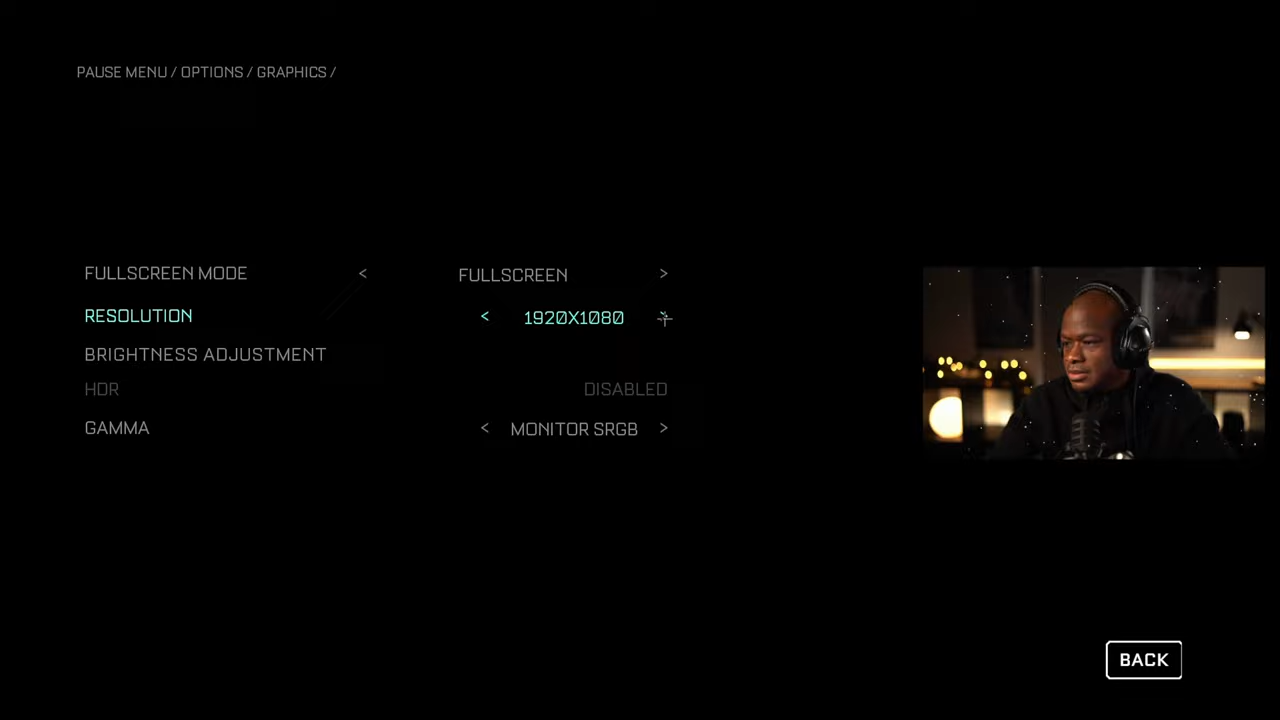 PAUSE MENU / OPTIONS / GRAPHICS /
FULLSCREEN MODE < FULLSCREEN >
RESOLUTION < 1920X1080 >
BRIGHTNESS ADJUSTMENT
HDR DISABLED
GAMMA < MONITOR SRGB >
BACK